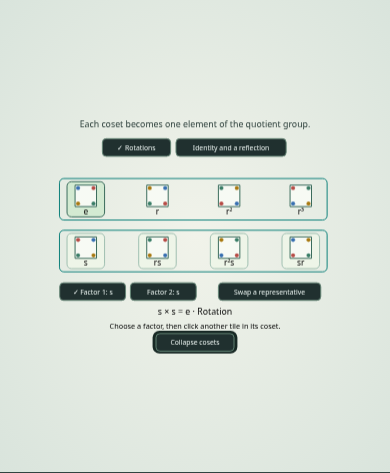 Each coset becomes one element of the quotient group.
✓ Rotations Identity and a reflection
e r r² r³
s rs r²s sr
✓ Factor 1: s Factor 2: s Swap a representative
s × s = e · Rotation
Choose a factor, then click another tile in its coset.
Collapse cosets